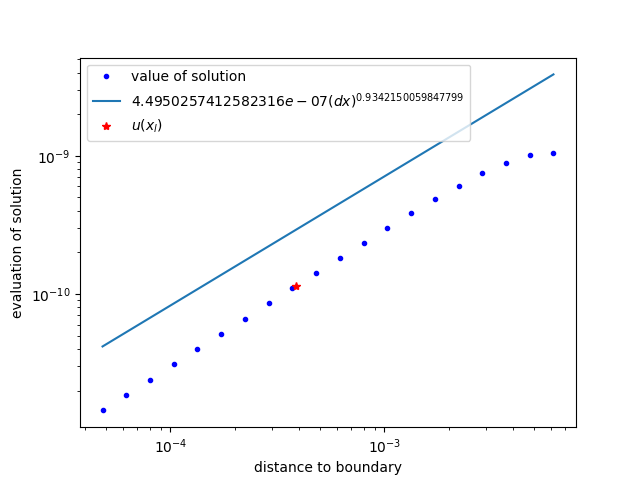 value of solution
4.4950257412582316e − 07(dx)^0.9342150059847799
u(x_l)
10^−9
10^−10
evaluation of solution
10^−4
10^−3
distance to boundary